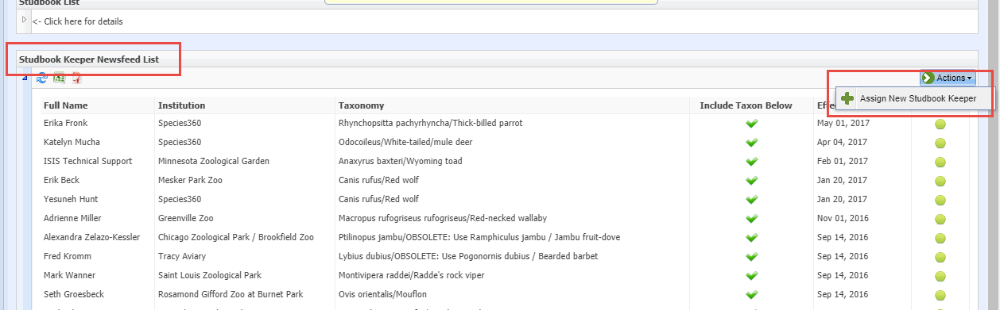 Studbook List
<- Click here for details
Studbook Keeper Newsfeed List
Actions
Assign New Studbook Keeper
Full Name Institution Taxonomy Include Taxon Below
Erika Fronk Species360 Rhynchopsitta pachyrhyncha/Thick-billed parrot May 01, 2017
Katelyn Mucha Species360 Odocoileus/White-tailed/mule deer Apr 04, 2017
ISIS Technical Support Minnesota Zoological Garden Anaxyrus baxteri/Wyoming toad Feb 01, 2017
Erik Beck Mesker Park Zoo Canis rufus/Red wolf Jan 20, 2017
Yesuneh Hunt Species360 Canis rufus/Red wolf Jan 20, 2017
Adrienne Miller Greenville Zoo Macropus rufogriseus rufogriseus/Red-necked wallaby Nov 01, 2016
Alexandra Zelazo-Kessler Chicago Zoological Park / Brookfield Zoo Ptilinopus jambu/OBSOLETE: Use Ramphiculus jambu / Jambu fruit-dove Sep 14, 2016
Fred Kromm Tracy Aviary Lybius dubius/OBSOLETE: Use Pogonornis dubius / Bearded barbet Sep 14, 2016
Mark Wanner Saint Louis Zoological Park Montivipera raddei/Radde's rock viper Sep 14, 2016
Seth Groesbeck Rosamond Gifford Zoo at Burnet Park Ovis orientalis/Mouflon Sep 14, 2016